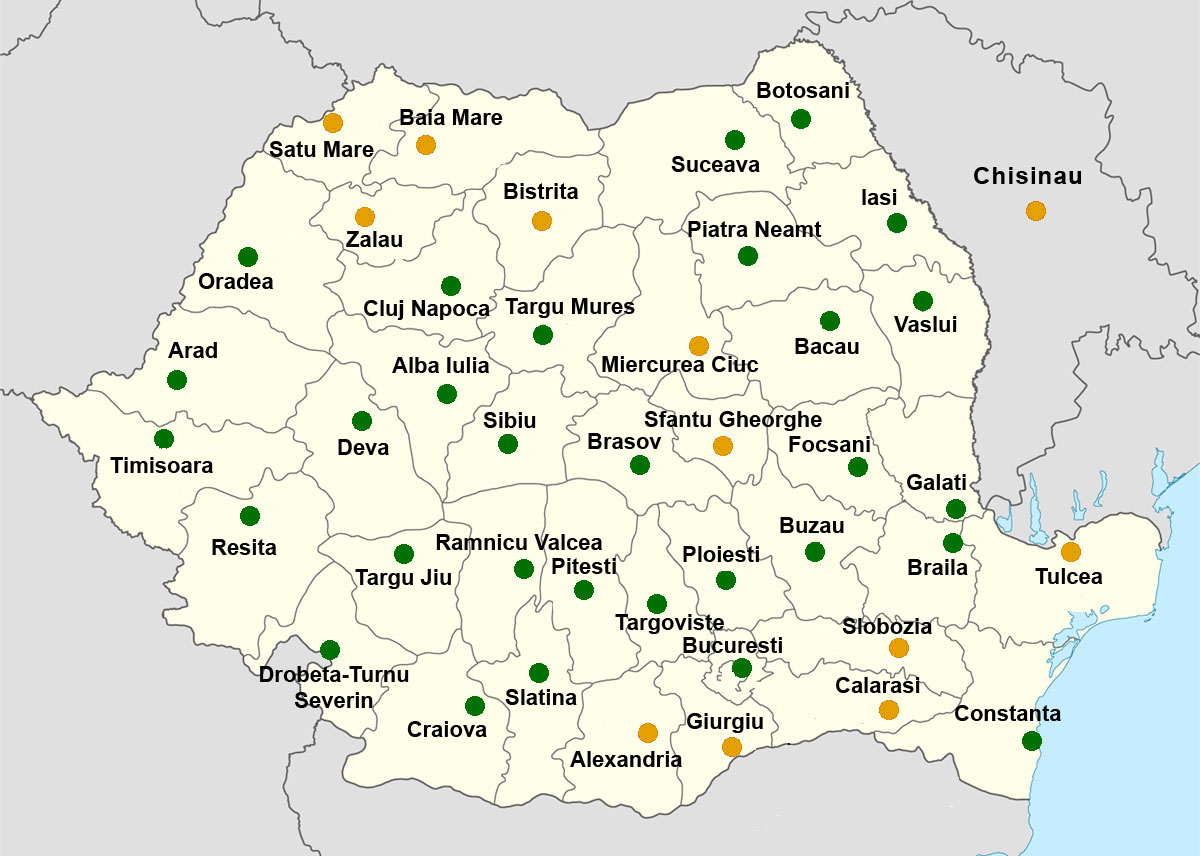 Botosani
Baia Mare
Satu Mare
Suceava
Chisinau
Bistrita
Iasi
Piatra Neamt
Zalau
Oradea
Cluj Napoca
Targu Mures
Vaslui
Bacau
Arad
Alba Iulia
Miercurea Ciuc
Sibiu
Sfantu Gheorghe
Brasov
Focsani
Deva
Timisoara
Galati
Buzau
Resita
Ramnicu Valcea
Ploiesti
Pitesti
Braila
Targu Jiu
Tulcea
Targoviste
Slobozia
Bucuresti
Drobeta-Turnu
Severin
Calarasi
Slatina
Constanta
Giurgiu
Craiova
Alexandria